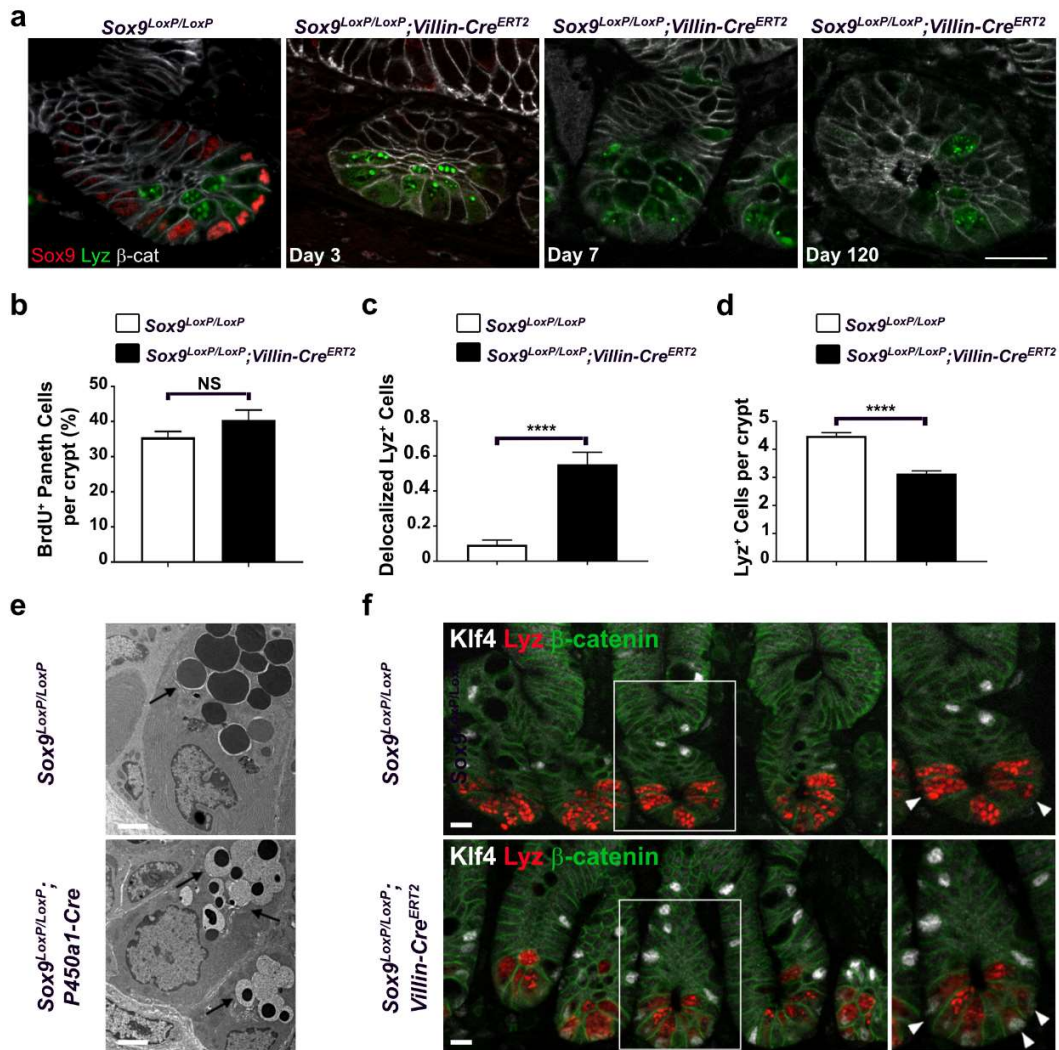 a
Sox9LoxP/LoxP
Sox9LoxP/LoxP;Villin-CreERT2
Sox9LoxP/LoxP;Villin-CreERT2
Sox9LoxP/LoxP;Villin-CreERT2
Sox9 Lyz β-cat
Day 3
Day 7
Day 120
b
Sox9LoxP/LoxP
Sox9LoxP/LoxP;Villin-CreERT2
BrdU+ Paneth Cells
per crypt (%)
50
40
30
20
10
0
NS
c
Sox9LoxP/LoxP
Sox9LoxP/LoxP;Villin-CreERT2
Delocalized Lyz+ Cells
0.8
0.6
0.4
0.2
0
****
d
Sox9LoxP/LoxP
Sox9LoxP/LoxP;Villin-CreERT2
Lyz+ Cells per crypt
5
4
3
2
1
0
****
e
Sox9LoxP/LoxP
Sox9LoxP/LoxP;
P450a1-Cre
f
Sox9LoxP/LoxP
Klf4 Lyz β-catenin
Sox9LoxP/LoxP
Sox9LoxP/LoxP;
Villin-CreERT2
Klf4 Lyz β-catenin